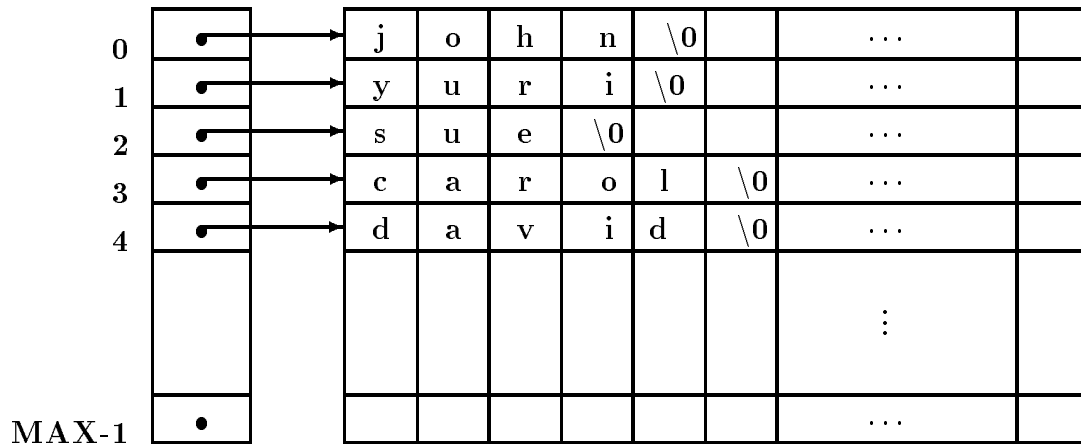 0 j o h n \0 ...
1 y u r i \0 ...
2 s u e \0 ...
3 c a r o l \0 ...
4 d a v i d \0 ...
⋮
MAX-1 ...